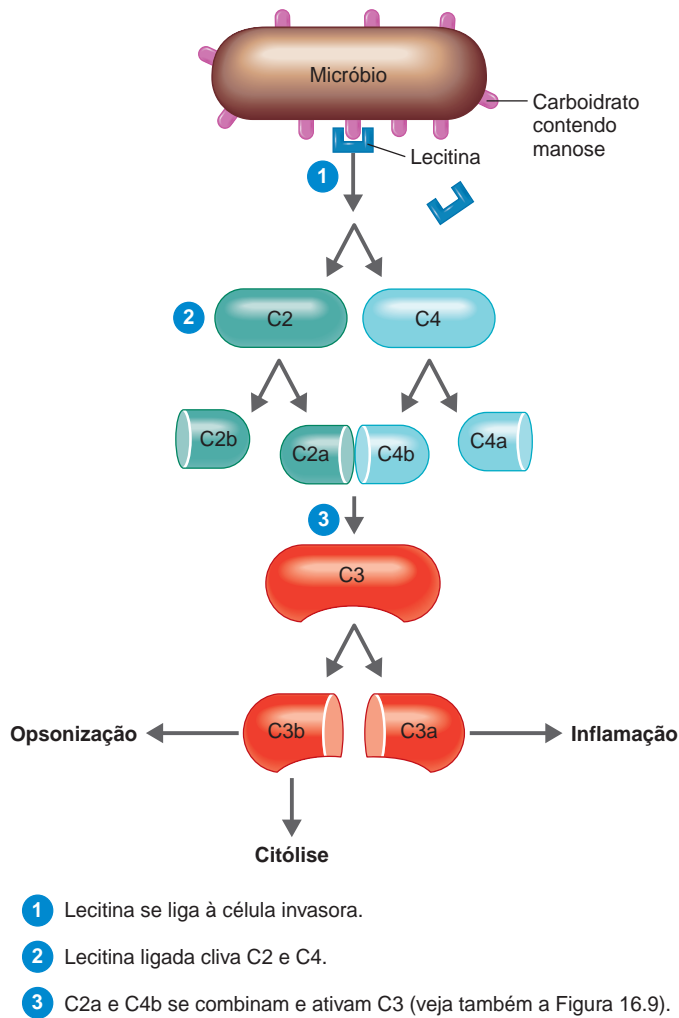 Micróbio
Carboidrato
contendo
manose
Lecitina
1
2
C2
C4
C2b
C2a
C4b
C4a
3
C3
Opsonização
C3b
C3a
Inflamação
Citólise
1 Lecitina se liga à célula invasora.
2 Lecitina ligada cliva C2 e C4.
3 C2a e C4b se combinam e ativam C3 (veja também a Figura 16.9).